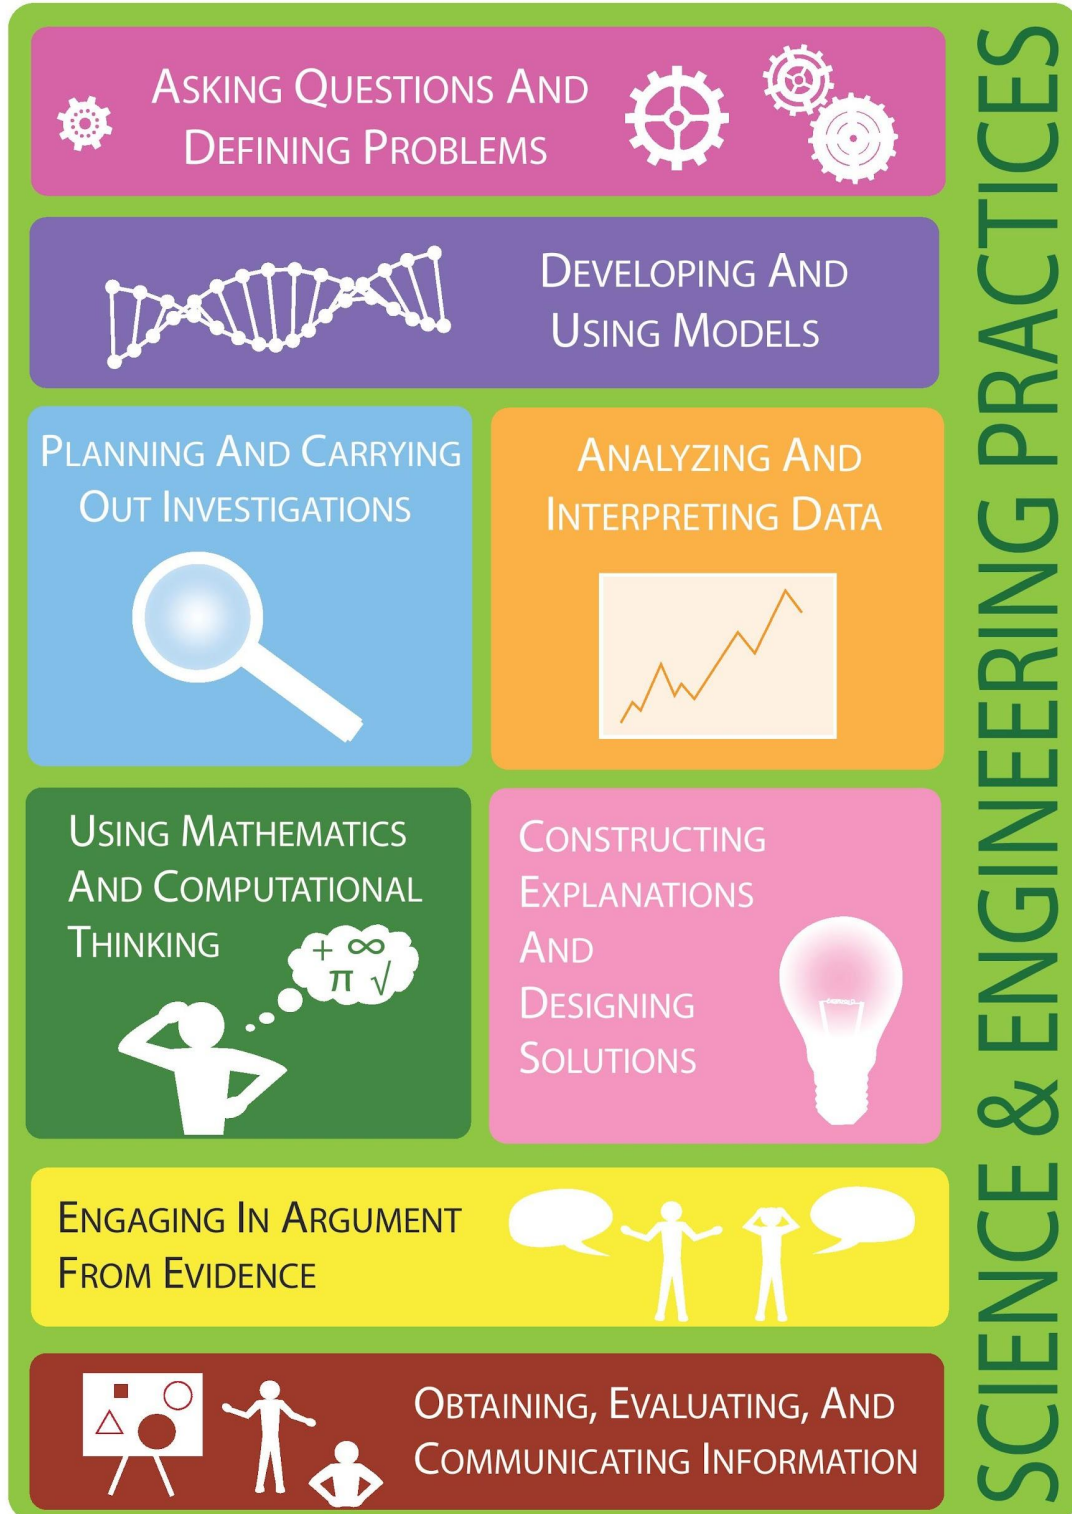 ASKING QUESTIONS AND
DEFINING PROBLEMS
DEVELOPING AND
USING MODELS
PLANNING AND CARRYING
OUT INVESTIGATIONS
ANALYZING AND
INTERPRETING DATA
USING MATHEMATICS
AND COMPUTATIONAL
THINKING
+ ∞
π √
CONSTRUCTING
EXPLANATIONS
AND
DESIGNING
SOLUTIONS
ENGAGING IN ARGUMENT
FROM EVIDENCE
OBTAINING, EVALUATING, AND
COMMUNICATING INFORMATION
SCIENCE & ENGINEERING PRACTICES